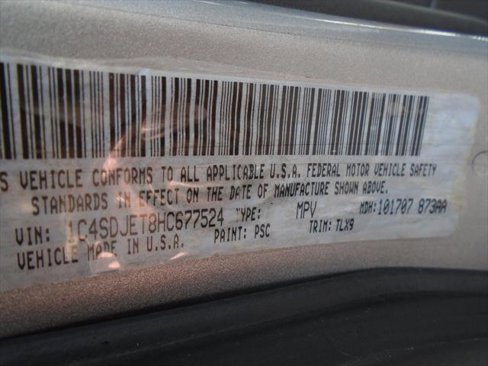 S VEHICLE CONFORMS TO ALL APPLICABLE U.S.A. FEDERAL MOTOR VEHICLE SAFETY
STANDARDS IN EFFECT ON THE DATE OF MANUFACTURE SHOWN ABOVE.
VIN: 1C4SDJET8HC677524 TYPE: MPV MDH:101707 873AA
VEHICLE MADE IN U.S.A. PAINT: PSC TRIM: TLX9